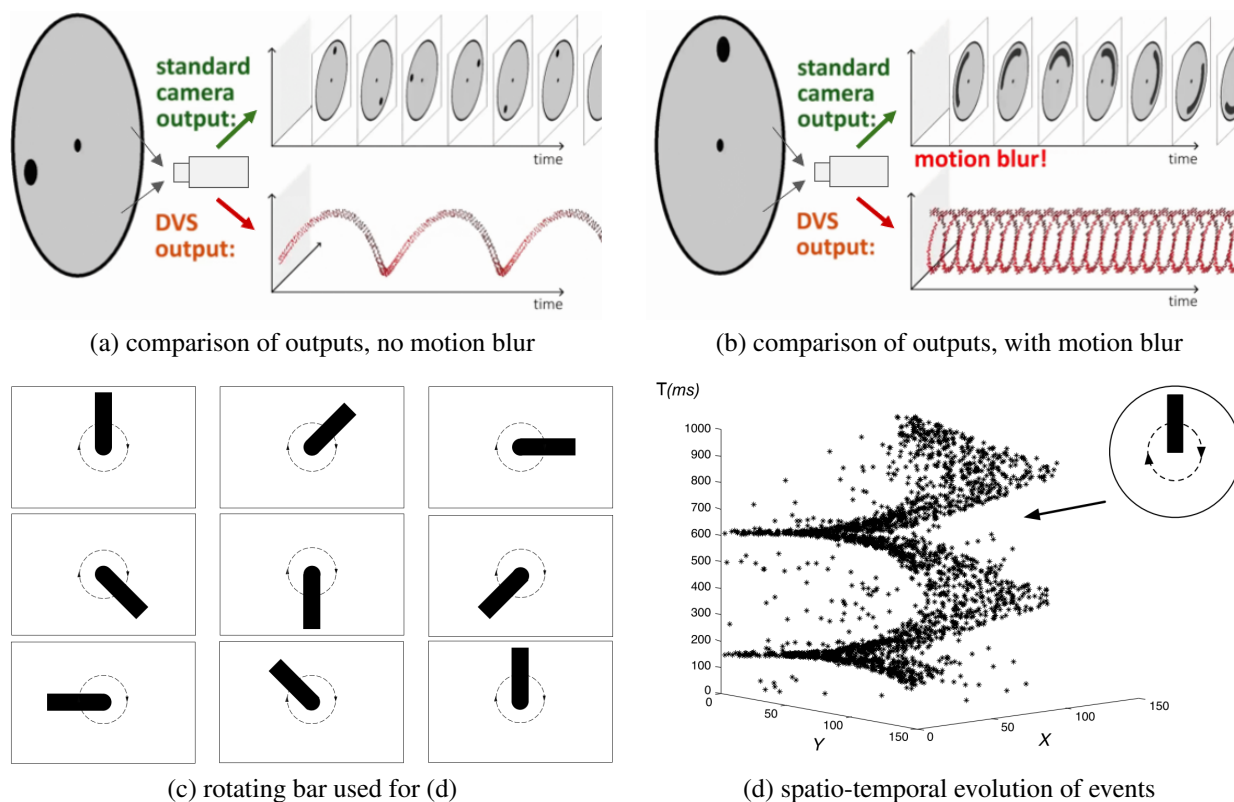 standard
camera
output:
time
DVS
output:
time
(a) comparison of outputs, no motion blur
standard
camera
output:
time
motion blur!
DVS
output:
time
(b) comparison of outputs, with motion blur
(c) rotating bar used for (d)
T(ms)
1000
900
800
700
600
500
400
300
200
100
0
0
50
100
150
Y
0
50
100
150
X
(d) spatio-temporal evolution of events